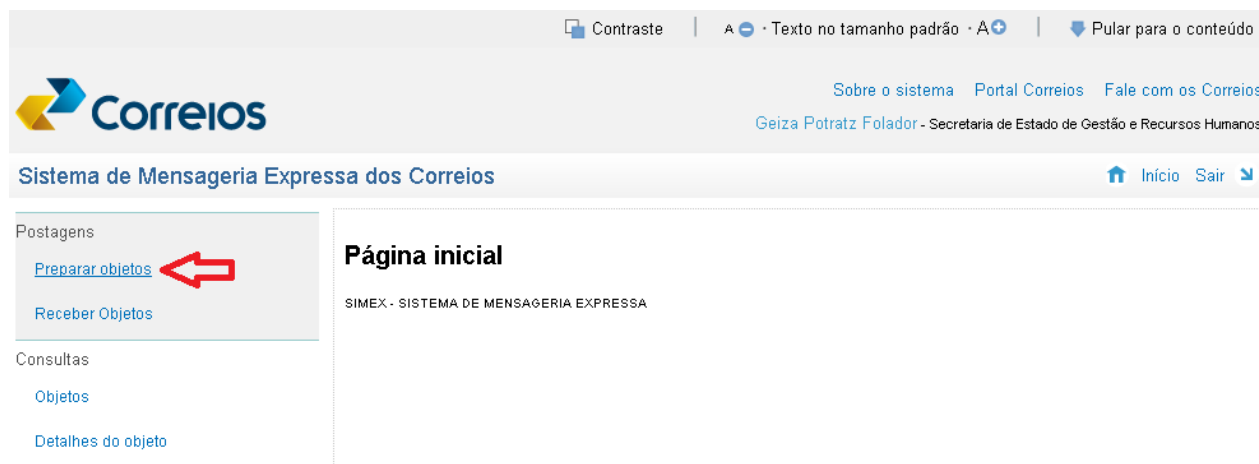 Contraste | A - · Texto no tamanho padrão · A + | Pular para o conteúdo
Correios
Sobre o sistema Portal Correios Fale com os Correios
Geiza Potratz Folador - Secretaria de Estado de Gestão e Recursos Humanos
Sistema de Mensageria Expressa dos Correios
Início Sair
Postagens
Preparar objetos
Receber Objetos
Consultas
Objetos
Detalhes do objeto
Página inicial
SIMEX - SISTEMA DE MENSAGERIA EXPRESSA